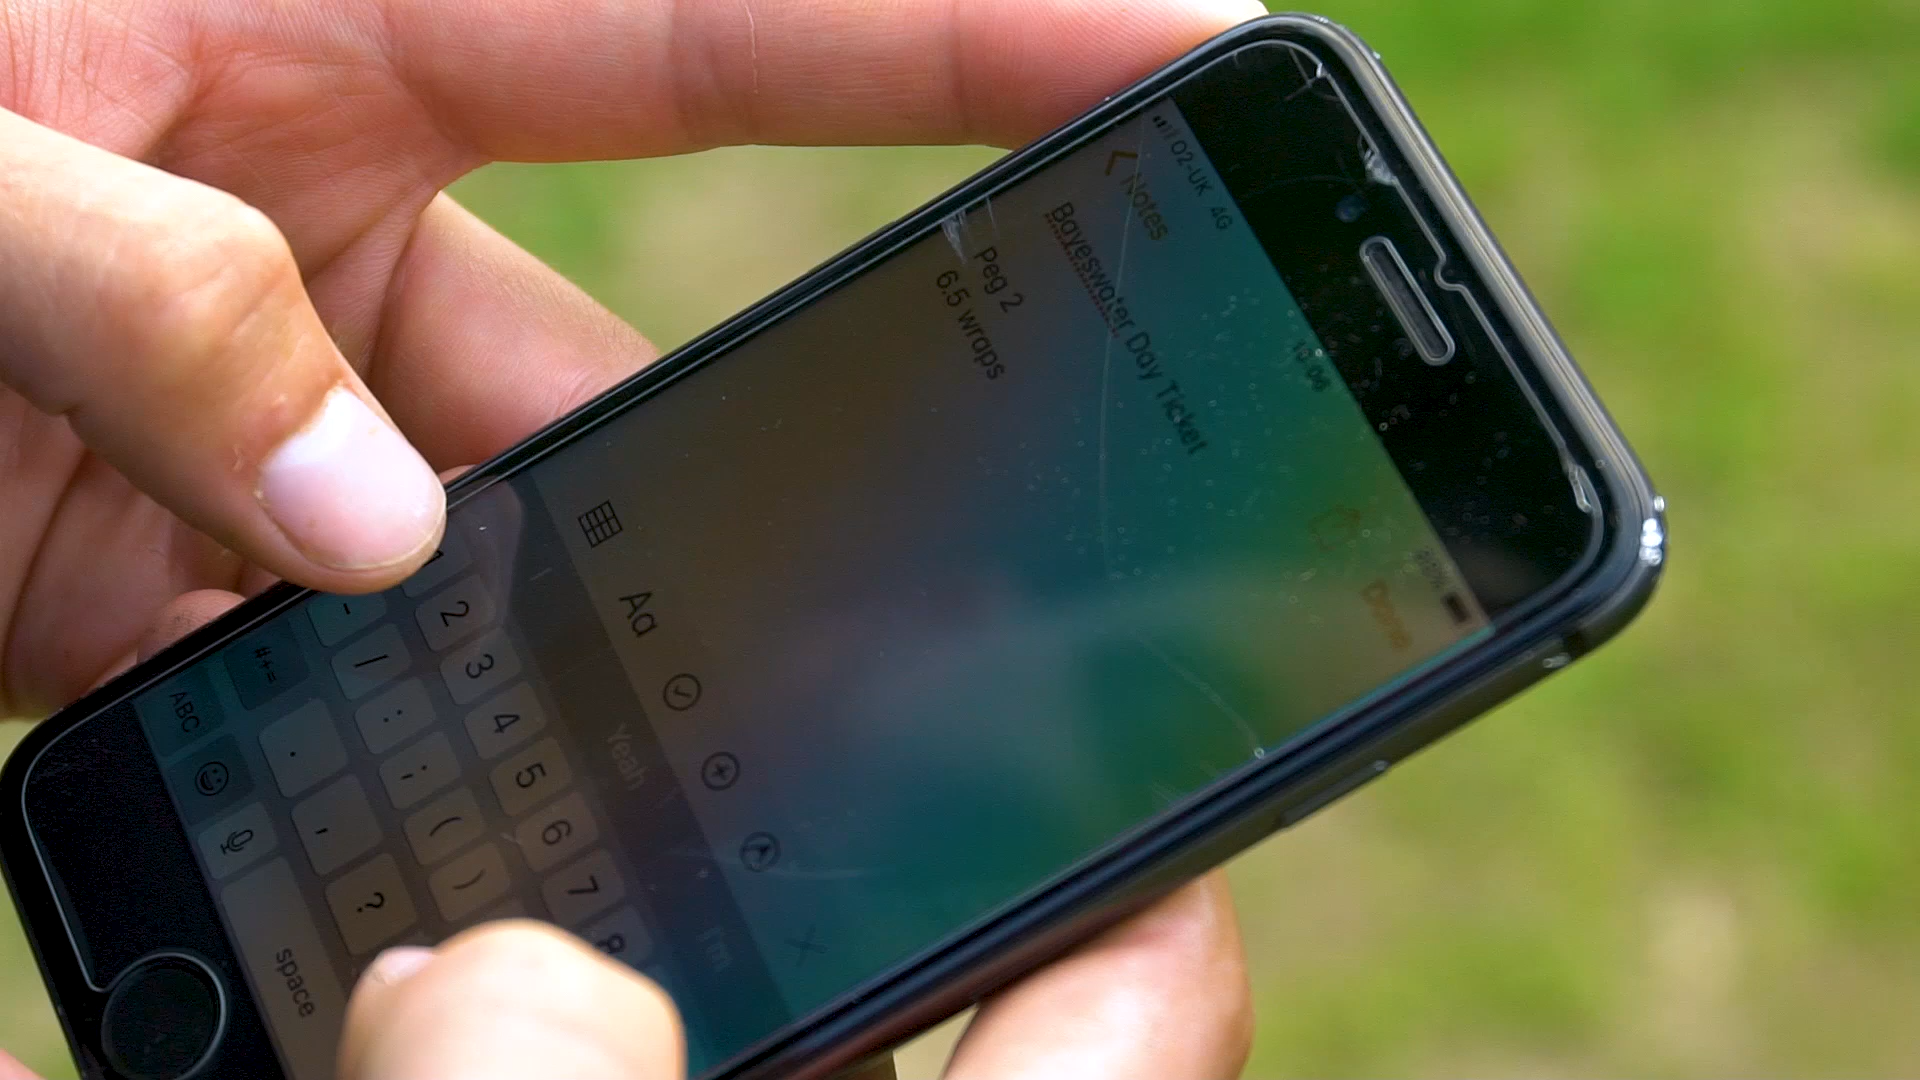 O2-UK 4G
Notes
Done
Bayeswater Day Ticket
Peg 2
6.5 wraps
Aa
Yeah
I'm
2 3 4 5 6 7 8
- / : ; ( )
#+= . , ?
ABC space